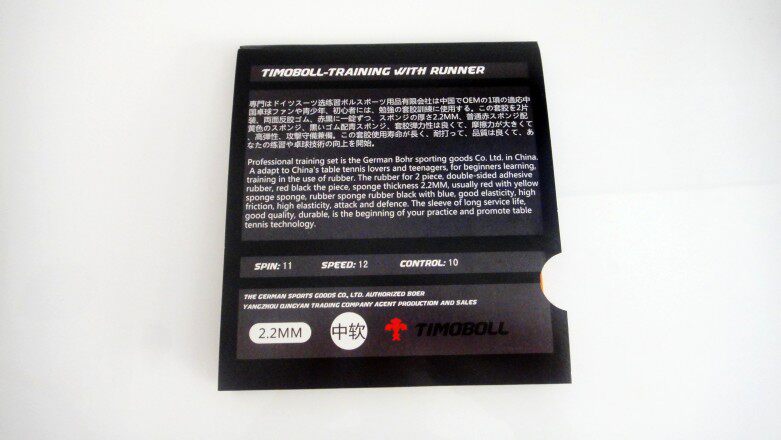 TIMOBOLL-TRAINING WITH RUNNER
専門はドイツスーツ选练習ボルスポーツ用品有限会社は中国でOEMの1項の適応中
国卓球ファンや青少年、初心者には、勉強の套胶訓練に使用する。この套胶を2片
装、両面反胶ゴム、赤黒に一錠ずつ、スポンジの厚さ2.2MM、普通赤スポンジ配
黄色のスポンジ、黒いゴム配青スポンジ、套胶弾力性は良くて、摩擦力が大きくて
、高弾性、攻撃守備兼備。この套胶使用寿命が長く、耐打って、品質は良くて、あ
なたの練習や卓球技術の向上を開始。
Professional training set is the German Bohr sporting goods Co. Ltd. in China.
A adapt to China's table tennis lovers and teenagers, for beginners learning,
training in the use of rubber. The rubber for 2 piece, double-sided adhesive
rubber, red black the piece, sponge thickness 2.2MM, usually red with yellow
sponge sponge, rubber sponge rubber black with blue, good elasticity, high
friction, high elasticity, attack and defence. The sleeve of long service life,
good quality, durable, is the beginning of your practice and promote table
tennis technology.
SPIN: 11 SPEED: 12 CONTROL: 10
THE GERMAN SPORTS GOODS CO., LTD. AUTHORIZED BOER
YANGZHOU QINGYAN TRADING COMPANY AGENT PRODUCTION AND SALES
2.2MM 中软 TIMOBOLL